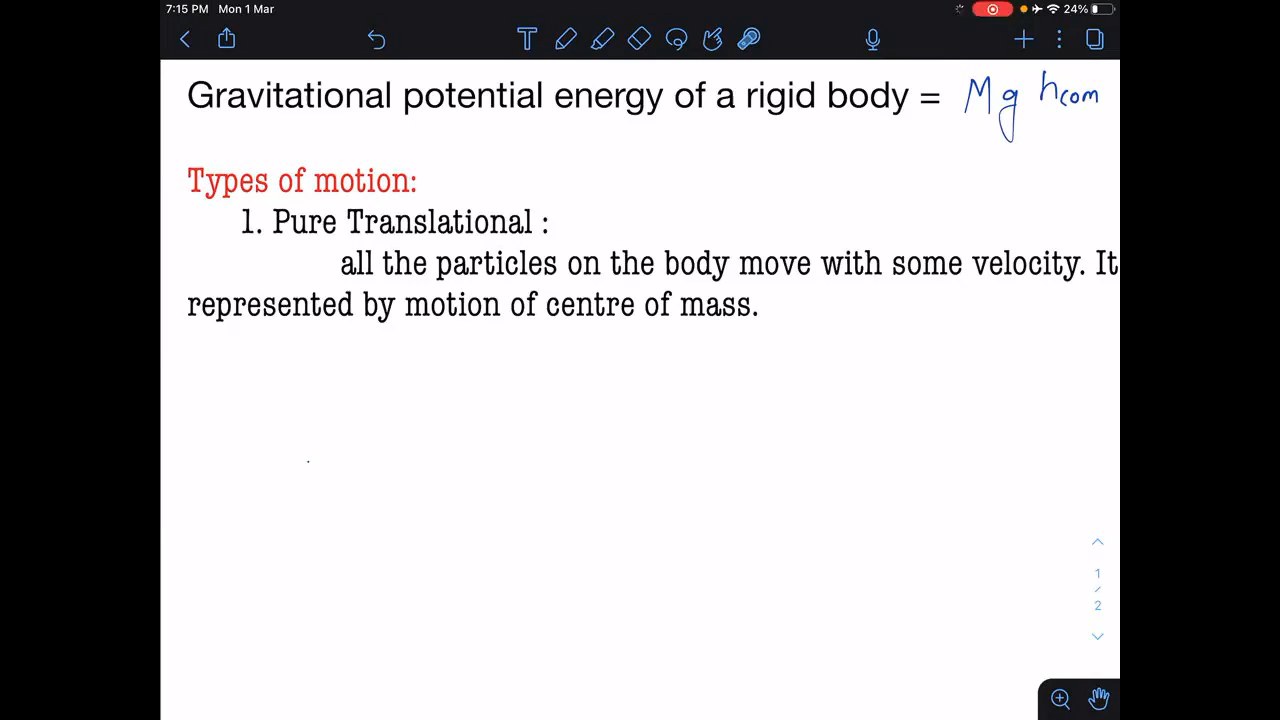 7:15 PM Mon 1 Mar
24%
Gravitational potential energy of a rigid body = Mg hcom
Types of motion:
1. Pure Translational :
all the particles on the body move with some velocity. It
represented by motion of centre of mass.
1
2